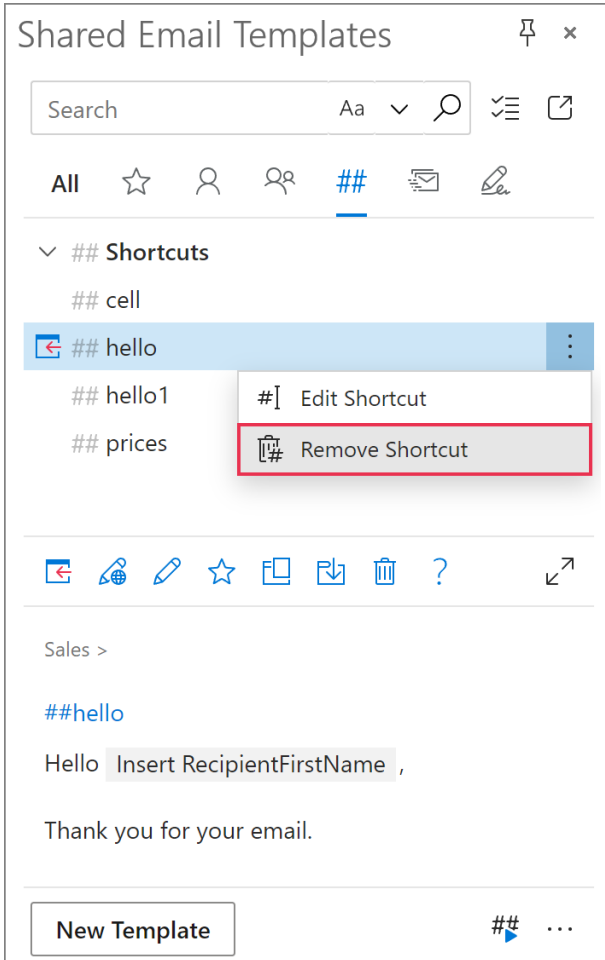 Shared Email Templates
Search Aa
All ##
## Shortcuts
## cell
## hello
## hello1
Edit Shortcut
## prices
Remove Shortcut
Sales >
##hello
Hello Insert RecipientFirstName ,
Thank you for your email.
New Template ## ...